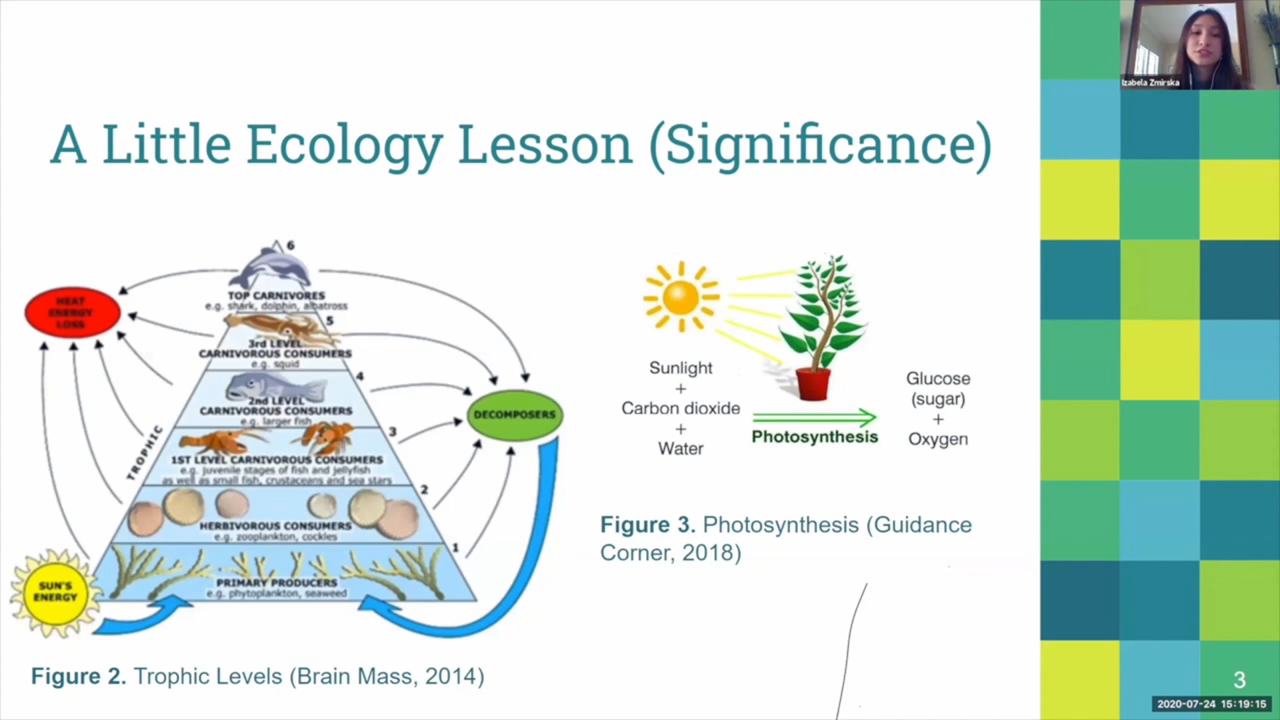 Izabela Zmirska
A Little Ecology Lesson (Significance)
6
TOP CARNIVORES
e.g. shark, dolphin, albatross
HEAT
ENERGY
LOSS
5
3rd LEVEL
CARNIVOROUS CONSUMERS
e.g. squid
4
2nd LEVEL
CARNIVOROUS CONSUMERS
e.g. larger fish
DECOMPOSERS
3
TROPHIC
1ST LEVEL CARNIVOROUS CONSUMERS
e.g. juvenile stages of fish and jellyfish
as well as small fish, crustaceans and sea stars
2
HERBIVOROUS CONSUMERS
e.g. zooplankton, cockles
1
PRIMARY PRODUCERS
e.g. phytoplankton, seaweed
SUN'S
ENERGY
Figure 2. Trophic Levels (Brain Mass, 2014)
Sunlight
+
Carbon dioxide
+
Water
Photosynthesis
Glucose
(sugar)
+
Oxygen
Figure 3. Photosynthesis (Guidance
Corner, 2018)
3
2020-07-24 15:19:15